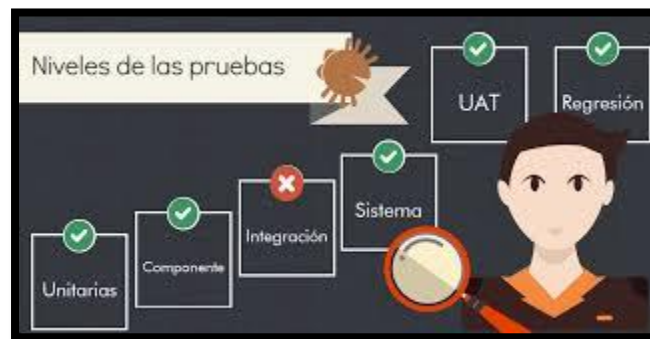 Niveles de las pruebas
UAT
Regresión
Sistema
Integración
Componente
Unitarias